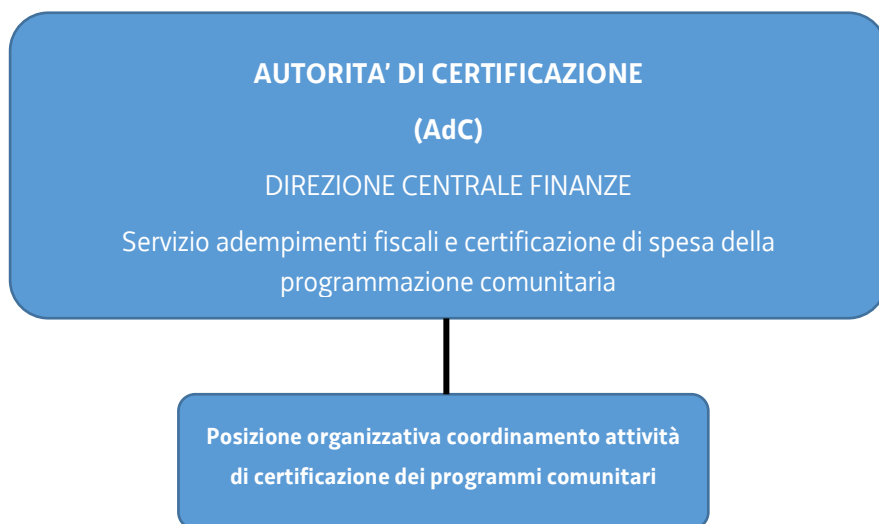 AUTORITA' DI CERTIFICAZIONE
(AdC)
DIREZIONE CENTRALE FINANZE
Servizio adempimenti fiscali e certificazione di spesa della
programmazione comunitaria
Posizione organizzativa coordinamento attività
di certificazione dei programmi comunitari